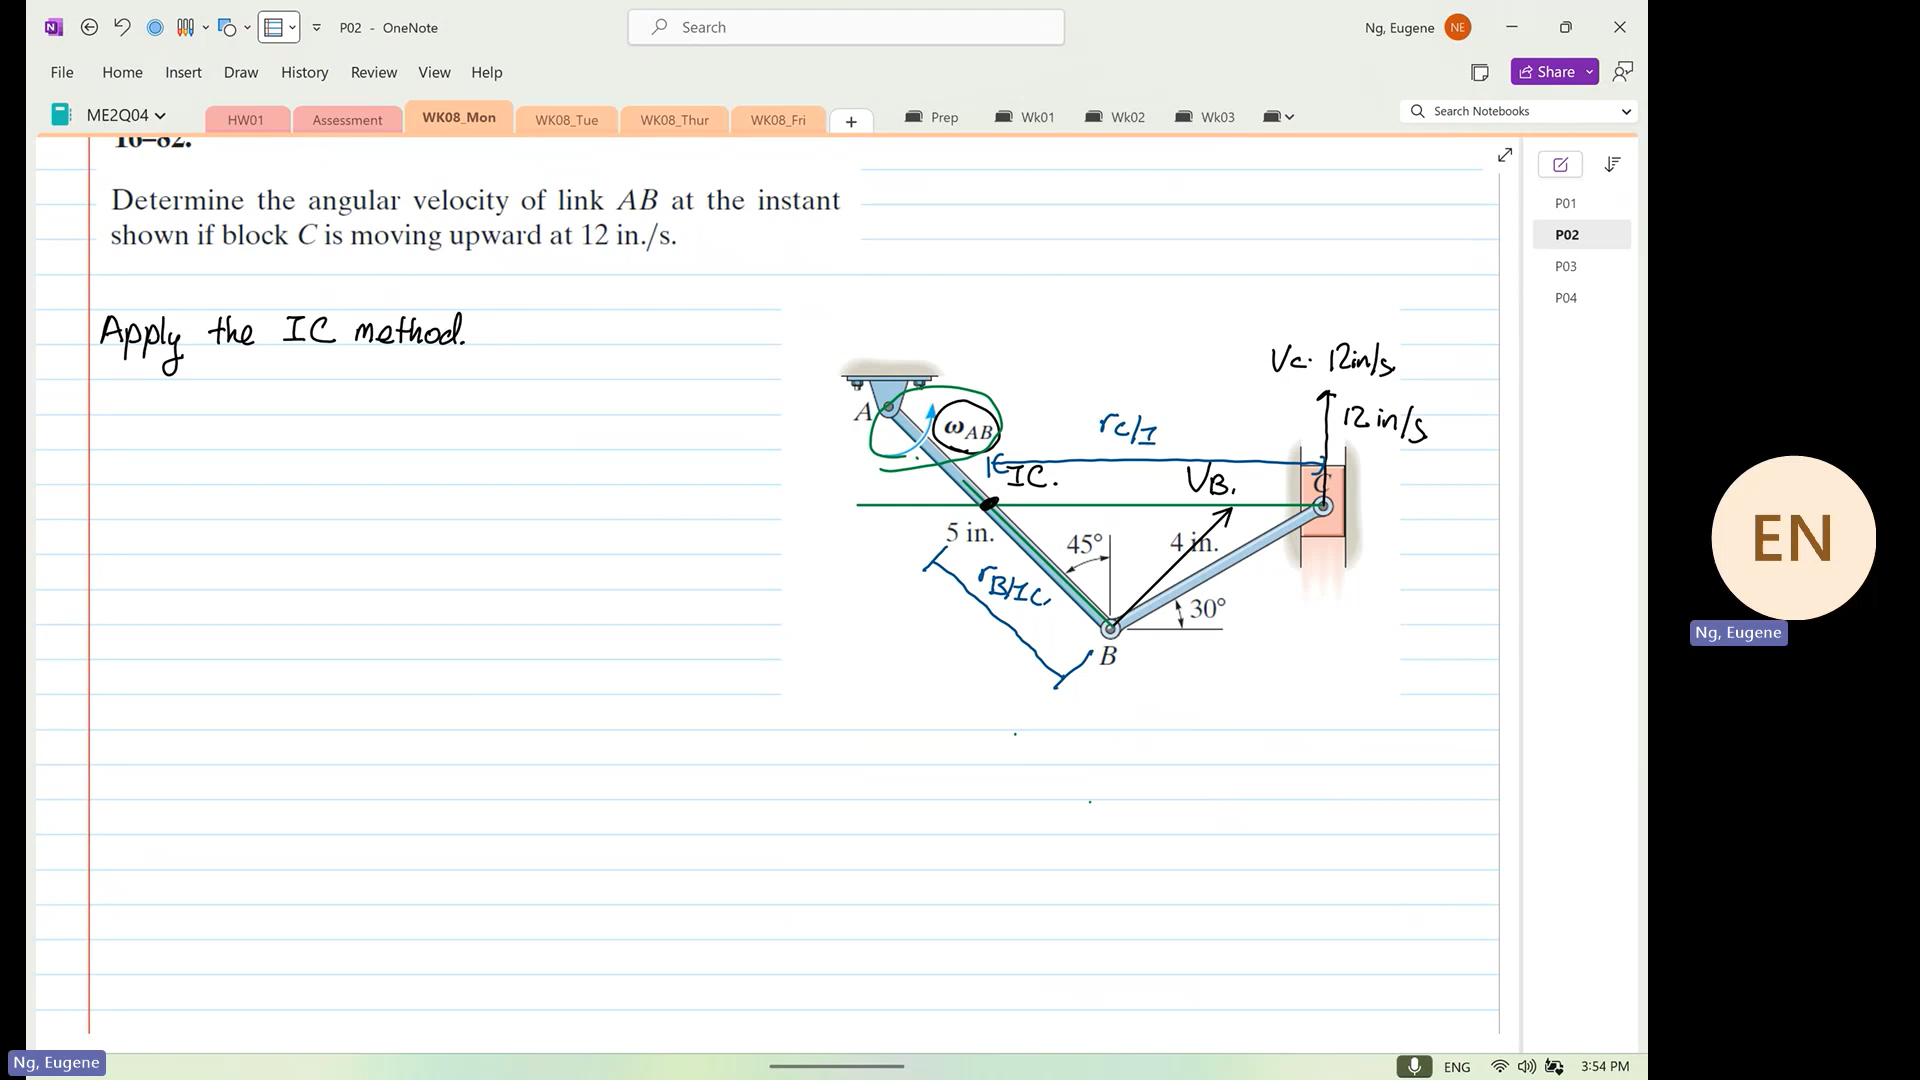 P02 - OneNote
Search
Ng, Eugene
NE
File Home Insert Draw History Review View Help
Share
ME2Q04
HW01
Assessment
WK08_Mon
WK08_Tue
WK08_Thur
WK08_Fri
+
Prep
Wk01
Wk02
Wk03
Search Notebooks
P01
P02
P03
P04
16–82.
Determine the angular velocity of link AB at the instant
shown if block C is moving upward at 12 in./s.
Apply the IC method.
Vc. 12in/s
12 in/s
A
ωAB
rC/I
IC.
VB.
C
5 in.
45°
4 in.
rB/IC
30°
B
EN
Ng, Eugene
Ng, Eugene
ENG
3:54 PM